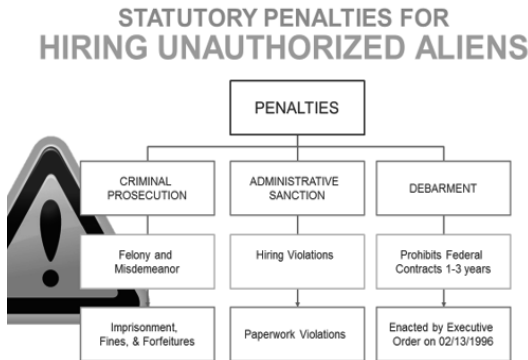 STATUTORY PENALTIES FOR
HIRING UNAUTHORIZED ALIENS
PENALTIES
CRIMINAL
PROSECUTION
ADMINISTRATIVE
SANCTION
DEBARMENT
Felony and
Misdemeanor
Hiring Violations
Prohibits Federal
Contracts 1-3 years
Imprisonment,
Fines, & Forfeitures
Paperwork Violations
Enacted by Executive
Order on 02/13/1996